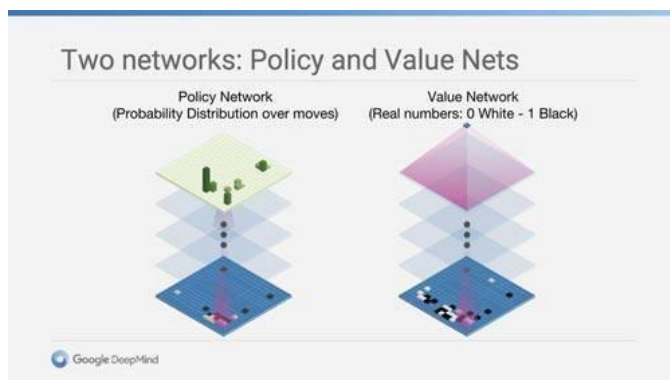 Two networks: Policy and Value Nets
Policy Network
(Probability Distribution over moves)
Value Network
(Real numbers: 0 White - 1 Black)
Google DeepMind